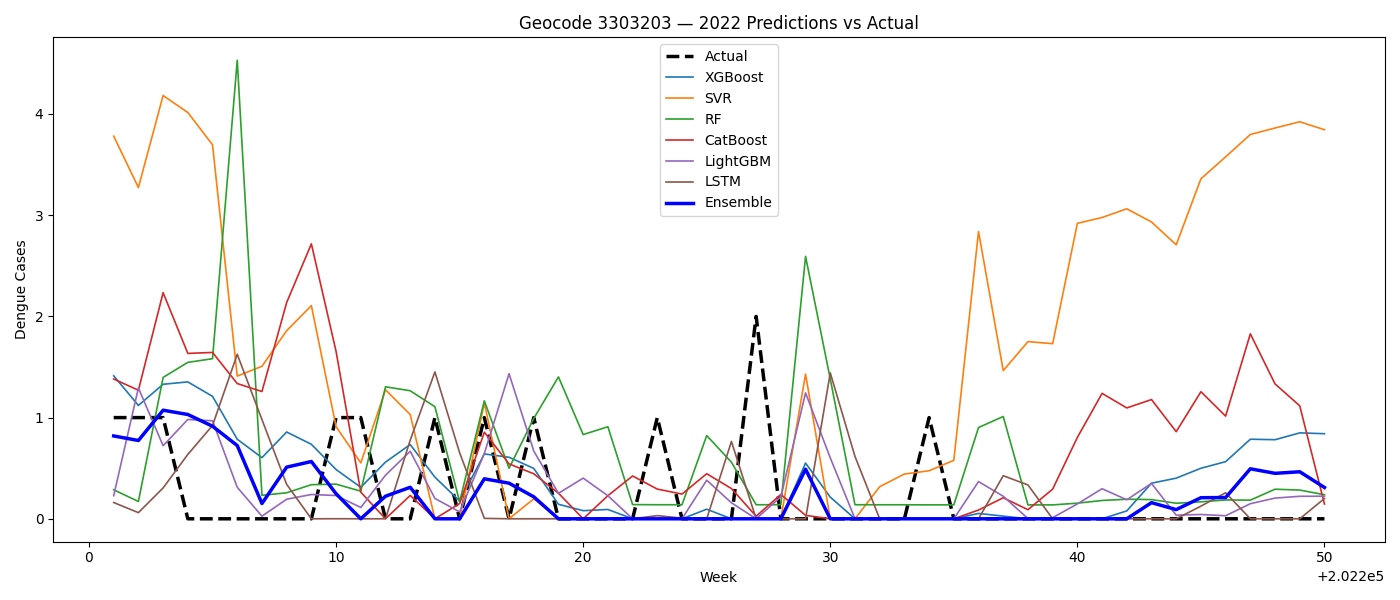 Geocode 3303203 — 2022 Predictions vs Actual
Dengue Cases
4
3
2
1
0
Actual
XGBoost
SVR
RF
CatBoost
LightGBM
LSTM
Ensemble
0 10 20 30 40 50
Week
+2.022e5